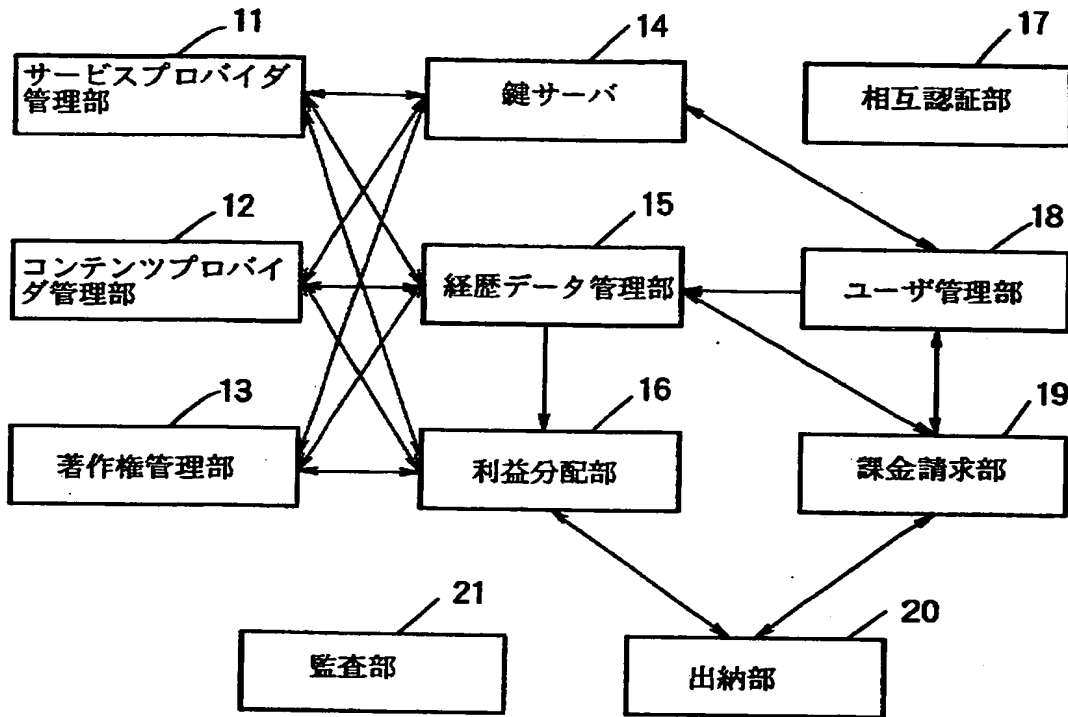 11
サービスプロバイダ
管理部
14
鍵サーバ
17
相互認証部
12
コンテンツプロバイ
ダ管理部
15
経歴データ管理部
18
ユーザ管理部
13
著作権管理部
16
利益分配部
19
課金請求部
21
監査部
20
出納部